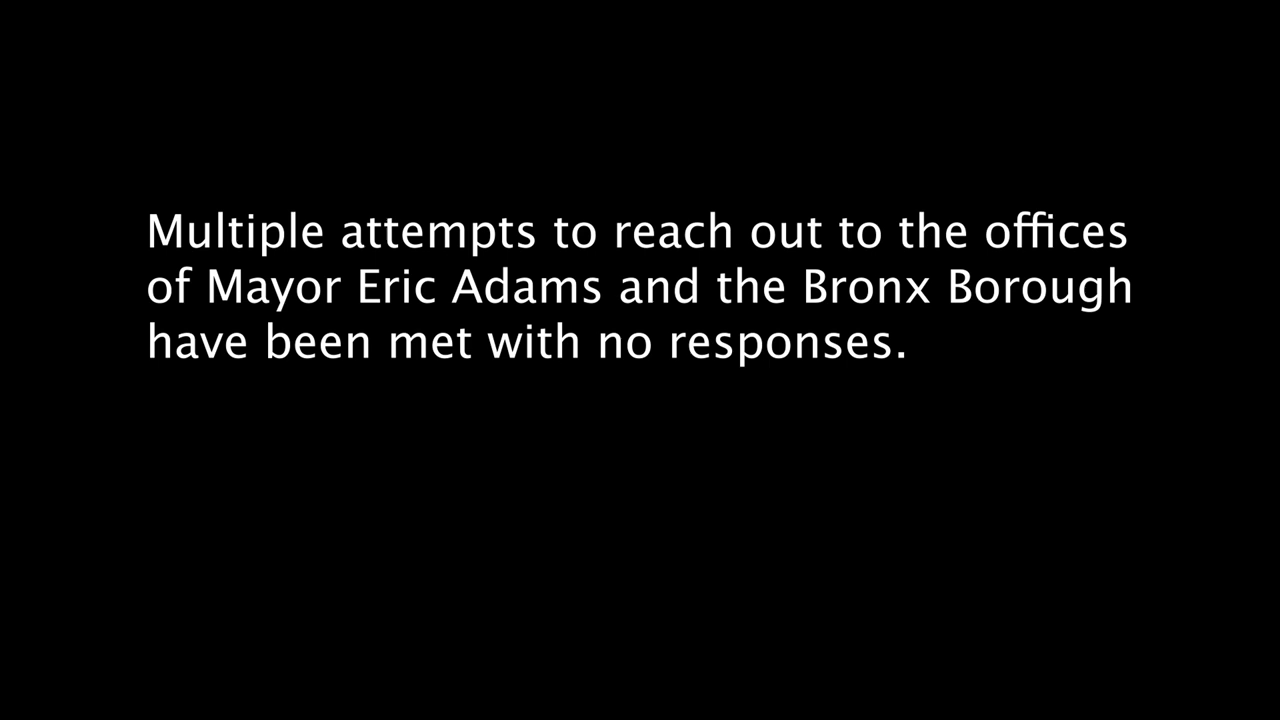 Multiple attempts to reach out to the offices
of Mayor Eric Adams and the Bronx Borough
have been met with no responses.